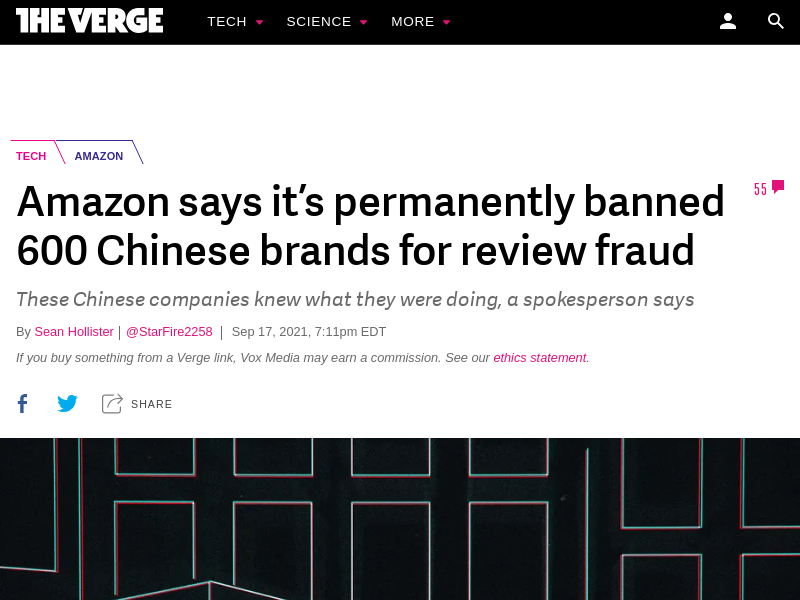 THE VERGE TECH SCIENCE MORE
TECH AMAZON
Amazon says it’s permanently banned
600 Chinese brands for review fraud
55
These Chinese companies knew what they were doing, a spokesperson says
By Sean Hollister | @StarFire2258 | Sep 17, 2021, 7:11pm EDT
If you buy something from a Verge link, Vox Media may earn a commission. See our ethics statement.
SHARE